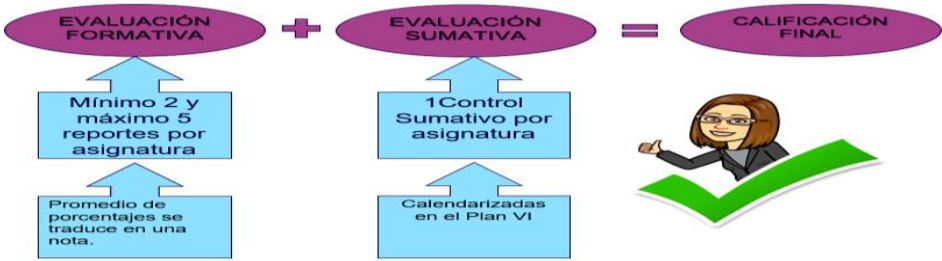 EVALUACIÓN
FORMATIVA
+
EVALUACIÓN
SUMATIVA
=
CALIFICACIÓN
FINAL
Mínimo 2 y
máximo 5
reportes por
asignatura
1Control
Sumativo por
asignatura
Promedio de
porcentajes se
traduce en una
nota.
Calendarizadas
en el Plan VI